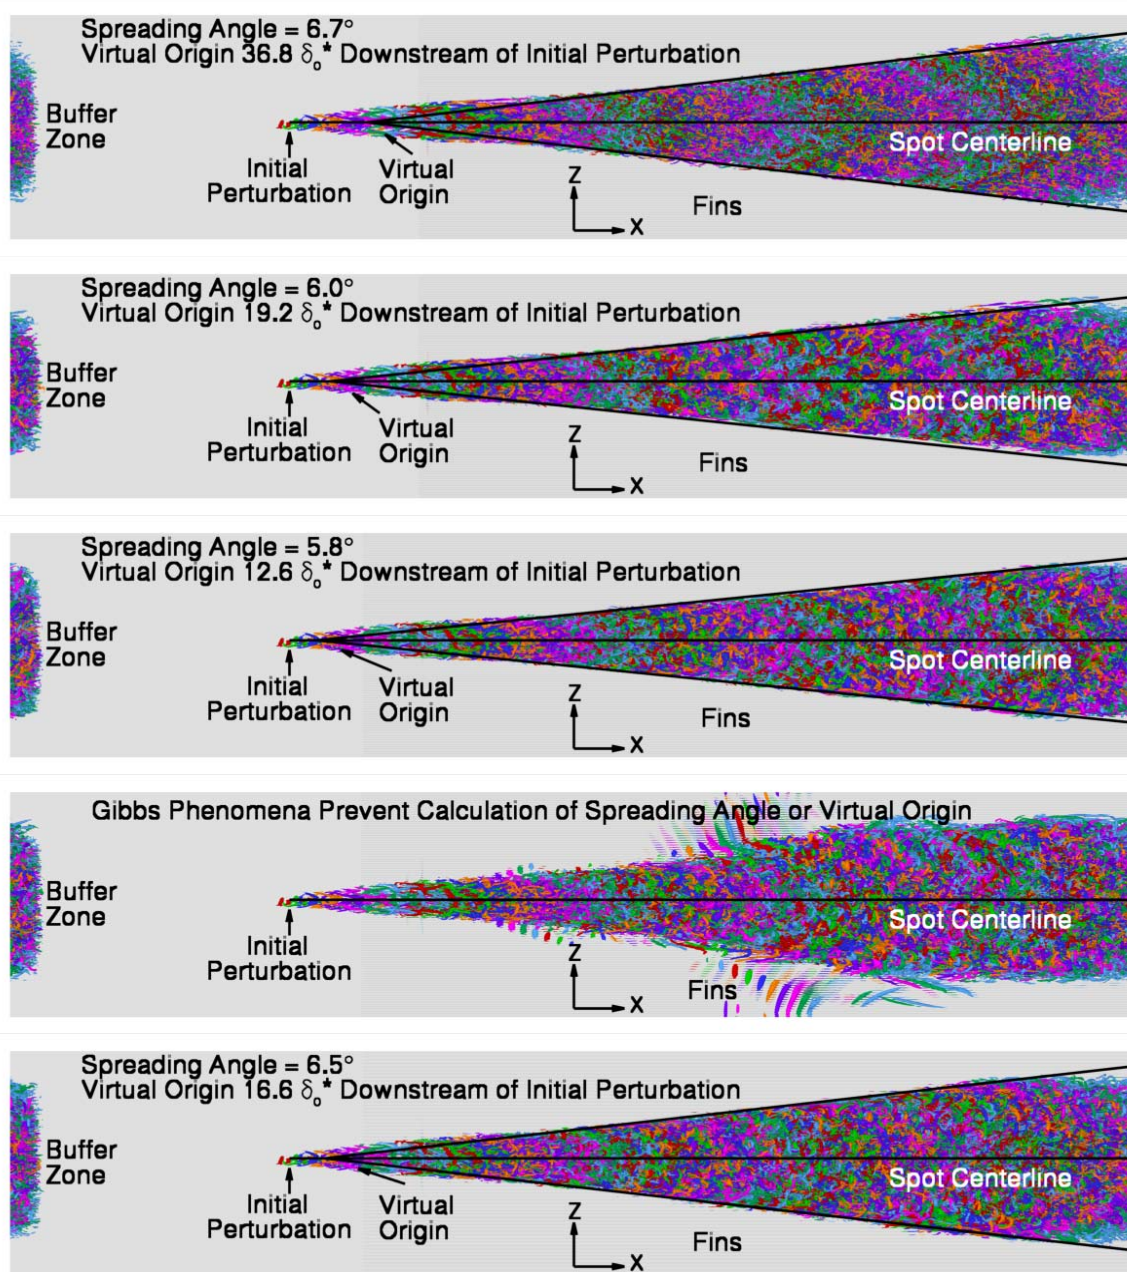 Spreading Angle = 6.7°
Virtual Origin 36.8 δₒ* Downstream of Initial Perturbation
Buffer
Zone
Initial
Perturbation
Virtual
Origin
Spot Centerline
Z
X
Fins
Spreading Angle = 6.0°
Virtual Origin 19.2 δₒ* Downstream of Initial Perturbation
Buffer
Zone
Initial
Perturbation
Virtual
Origin
Spot Centerline
Z
X
Fins
Spreading Angle = 5.8°
Virtual Origin 12.6 δₒ* Downstream of Initial Perturbation
Buffer
Zone
Initial
Perturbation
Virtual
Origin
Spot Centerline
Z
X
Fins
Gibbs Phenomena Prevent Calculation of Spreading Angle or Virtual Origin
Buffer
Zone
Initial
Perturbation
Spot Centerline
Z
X
Fins
Spreading Angle = 6.5°
Virtual Origin 16.6 δₒ* Downstream of Initial Perturbation
Buffer
Zone
Initial
Perturbation
Virtual
Origin
Spot Centerline
Z
X
Fins